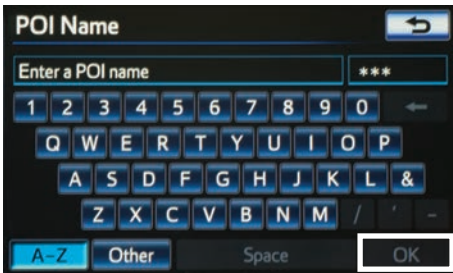 POI Name
Enter a POI name ***
1 2 3 4 5 6 7 8 9 0 ←
Q W E R T Y U I O P
A S D F G H J K L &
Z X C V B N M / ' -
A-Z Other Space OK